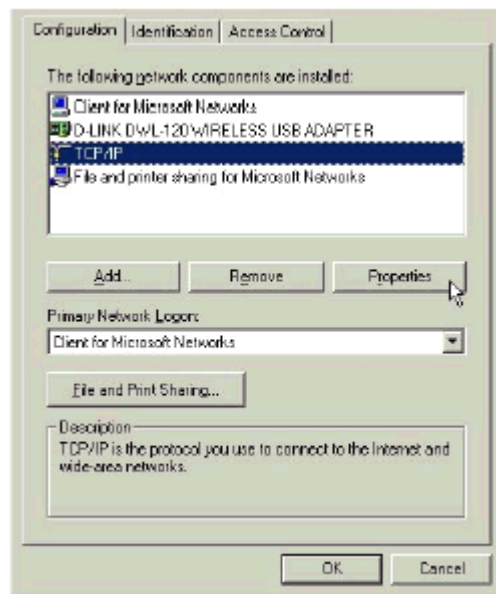 Configuration Identification Access Control
The following network components are installed:
Client for Microsoft Networks
D-LINK DWL-120 WIRELESS USB ADAPTER
TCP/IP
File and printer sharing for Microsoft Networks
Add... Remove Properties
Primary Network Logon:
Client for Microsoft Networks
File and Print Sharing...
Description
TCP/IP is the protocol you use to connect to the Internet and
wide-area networks.
OK Cancel